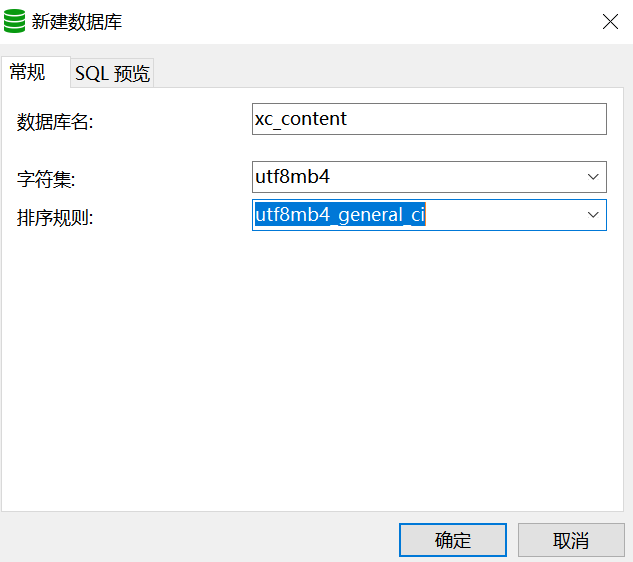 新建数据库
常规 SQL 预览
数据库名: xc_content
字符集: utf8mb4
排序规则: utf8mb4_general_ci
确定 取消